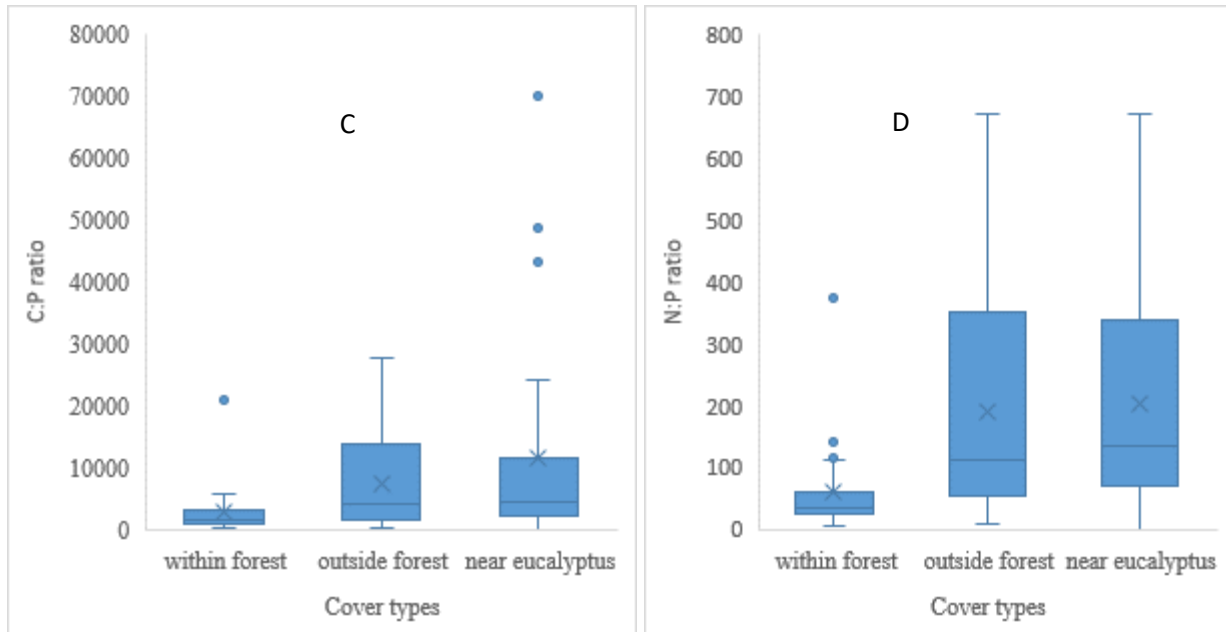 80000
70000
60000
50000
40000
30000
20000
10000
0
C:P ratio
C
within forest outside forest near eucalyptus
Cover types
800
700
600
500
400
300
200
100
0
N:P ratio
D
within forest outside forest near eucalyptus
Cover types